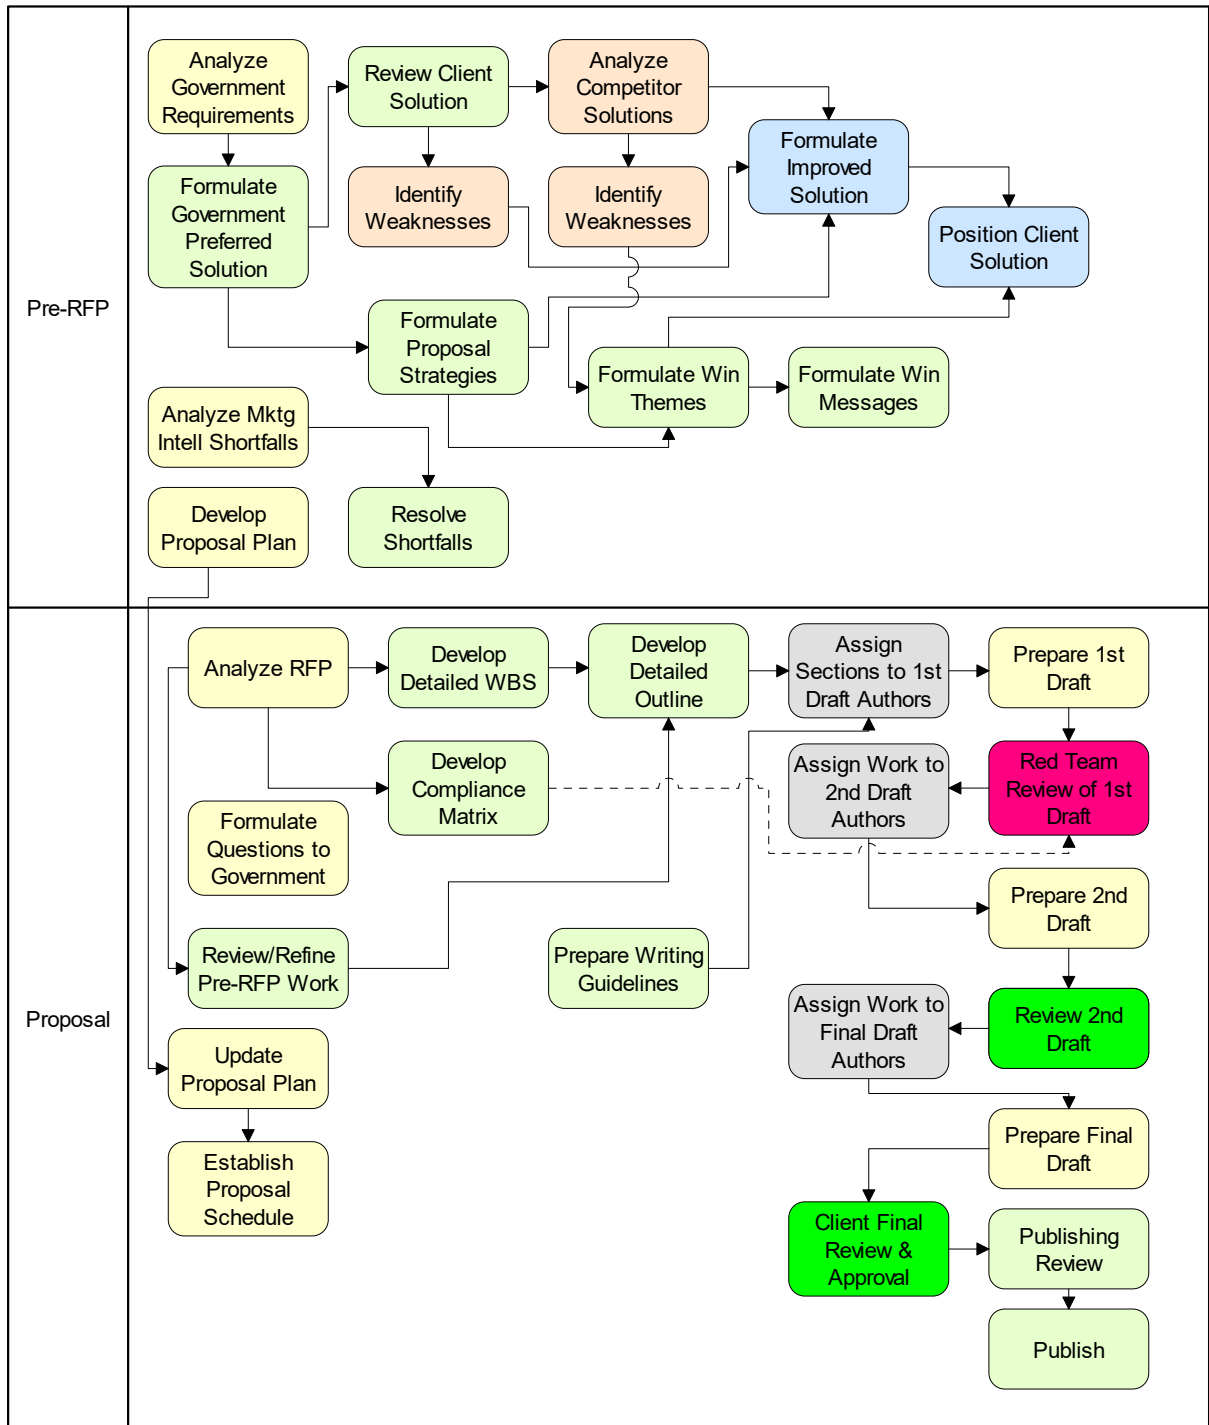 Pre-RFP
Analyze
Government
Requirements
Review Client
Solution
Analyze
Competitor
Solutions
Formulate
Improved
Solution
Formulate
Government
Preferred
Solution
Identify
Weaknesses
Identify
Weaknesses
Position Client
Solution
Formulate
Proposal
Strategies
Formulate Win
Themes
Formulate Win
Messages
Analyze Mktg
Intell Shortfalls
Develop
Proposal Plan
Resolve
Shortfalls
Proposal
Analyze RFP
Develop
Detailed WBS
Develop
Detailed
Outline
Assign
Sections to 1st
Draft Authors
Prepare 1st
Draft
Develop
Compliance
Matrix
Assign Work to
2nd Draft
Authors
Red Team
Review of 1st
Draft
Formulate
Questions to
Government
Prepare 2nd
Draft
Review/Refine
Pre-RFP Work
Prepare Writing
Guidelines
Assign Work to
Final Draft
Authors
Review 2nd
Draft
Update
Proposal Plan
Prepare Final
Draft
Establish
Proposal
Schedule
Client Final
Review &
Approval
Publishing
Review
Publish